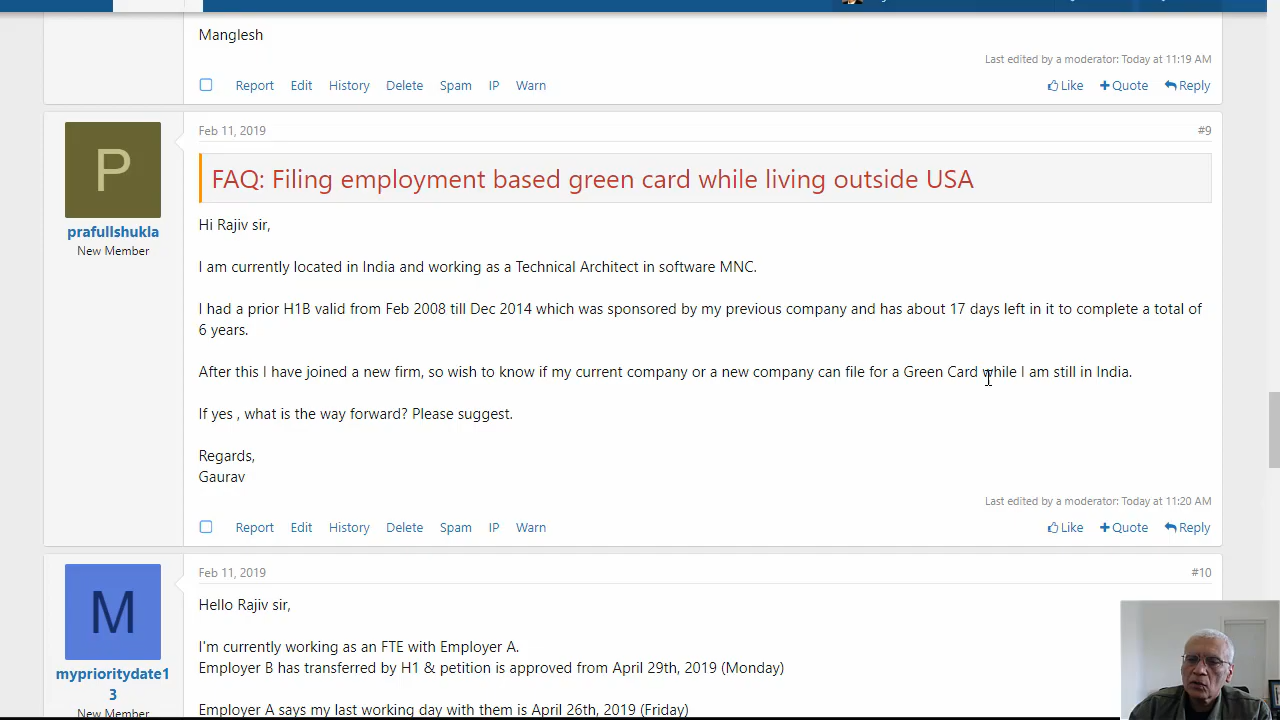 Manglesh
Last edited by a moderator: Today at 11:19 AM
Report Edit History Delete Spam IP Warn Like + Quote Reply
P
prafullshukla
New Member
Feb 11, 2019 #9
FAQ: Filing employment based green card while living outside USA
Hi Rajiv sir,
I am currently located in India and working as a Technical Architect in software MNC.
I had a prior H1B valid from Feb 2008 till Dec 2014 which was sponsored by my previous company and has about 17 days left in it to complete a total of
6 years.
After this I have joined a new firm, so wish to know if my current company or a new company can file for a Green Card while I am still in India.
If yes , what is the way forward? Please suggest.
Regards,
Gaurav
Last edited by a moderator: Today at 11:20 AM
Report Edit History Delete Spam IP Warn Like + Quote Reply
M
myprioritydate1
3
New Member
Feb 11, 2019 #10
Hello Rajiv sir,
I'm currently working as an FTE with Employer A.
Employer B has transferred by H1 & petition is approved from April 29th, 2019 (Monday)
Employer A says my last working day with them is April 26th, 2019 (Friday)